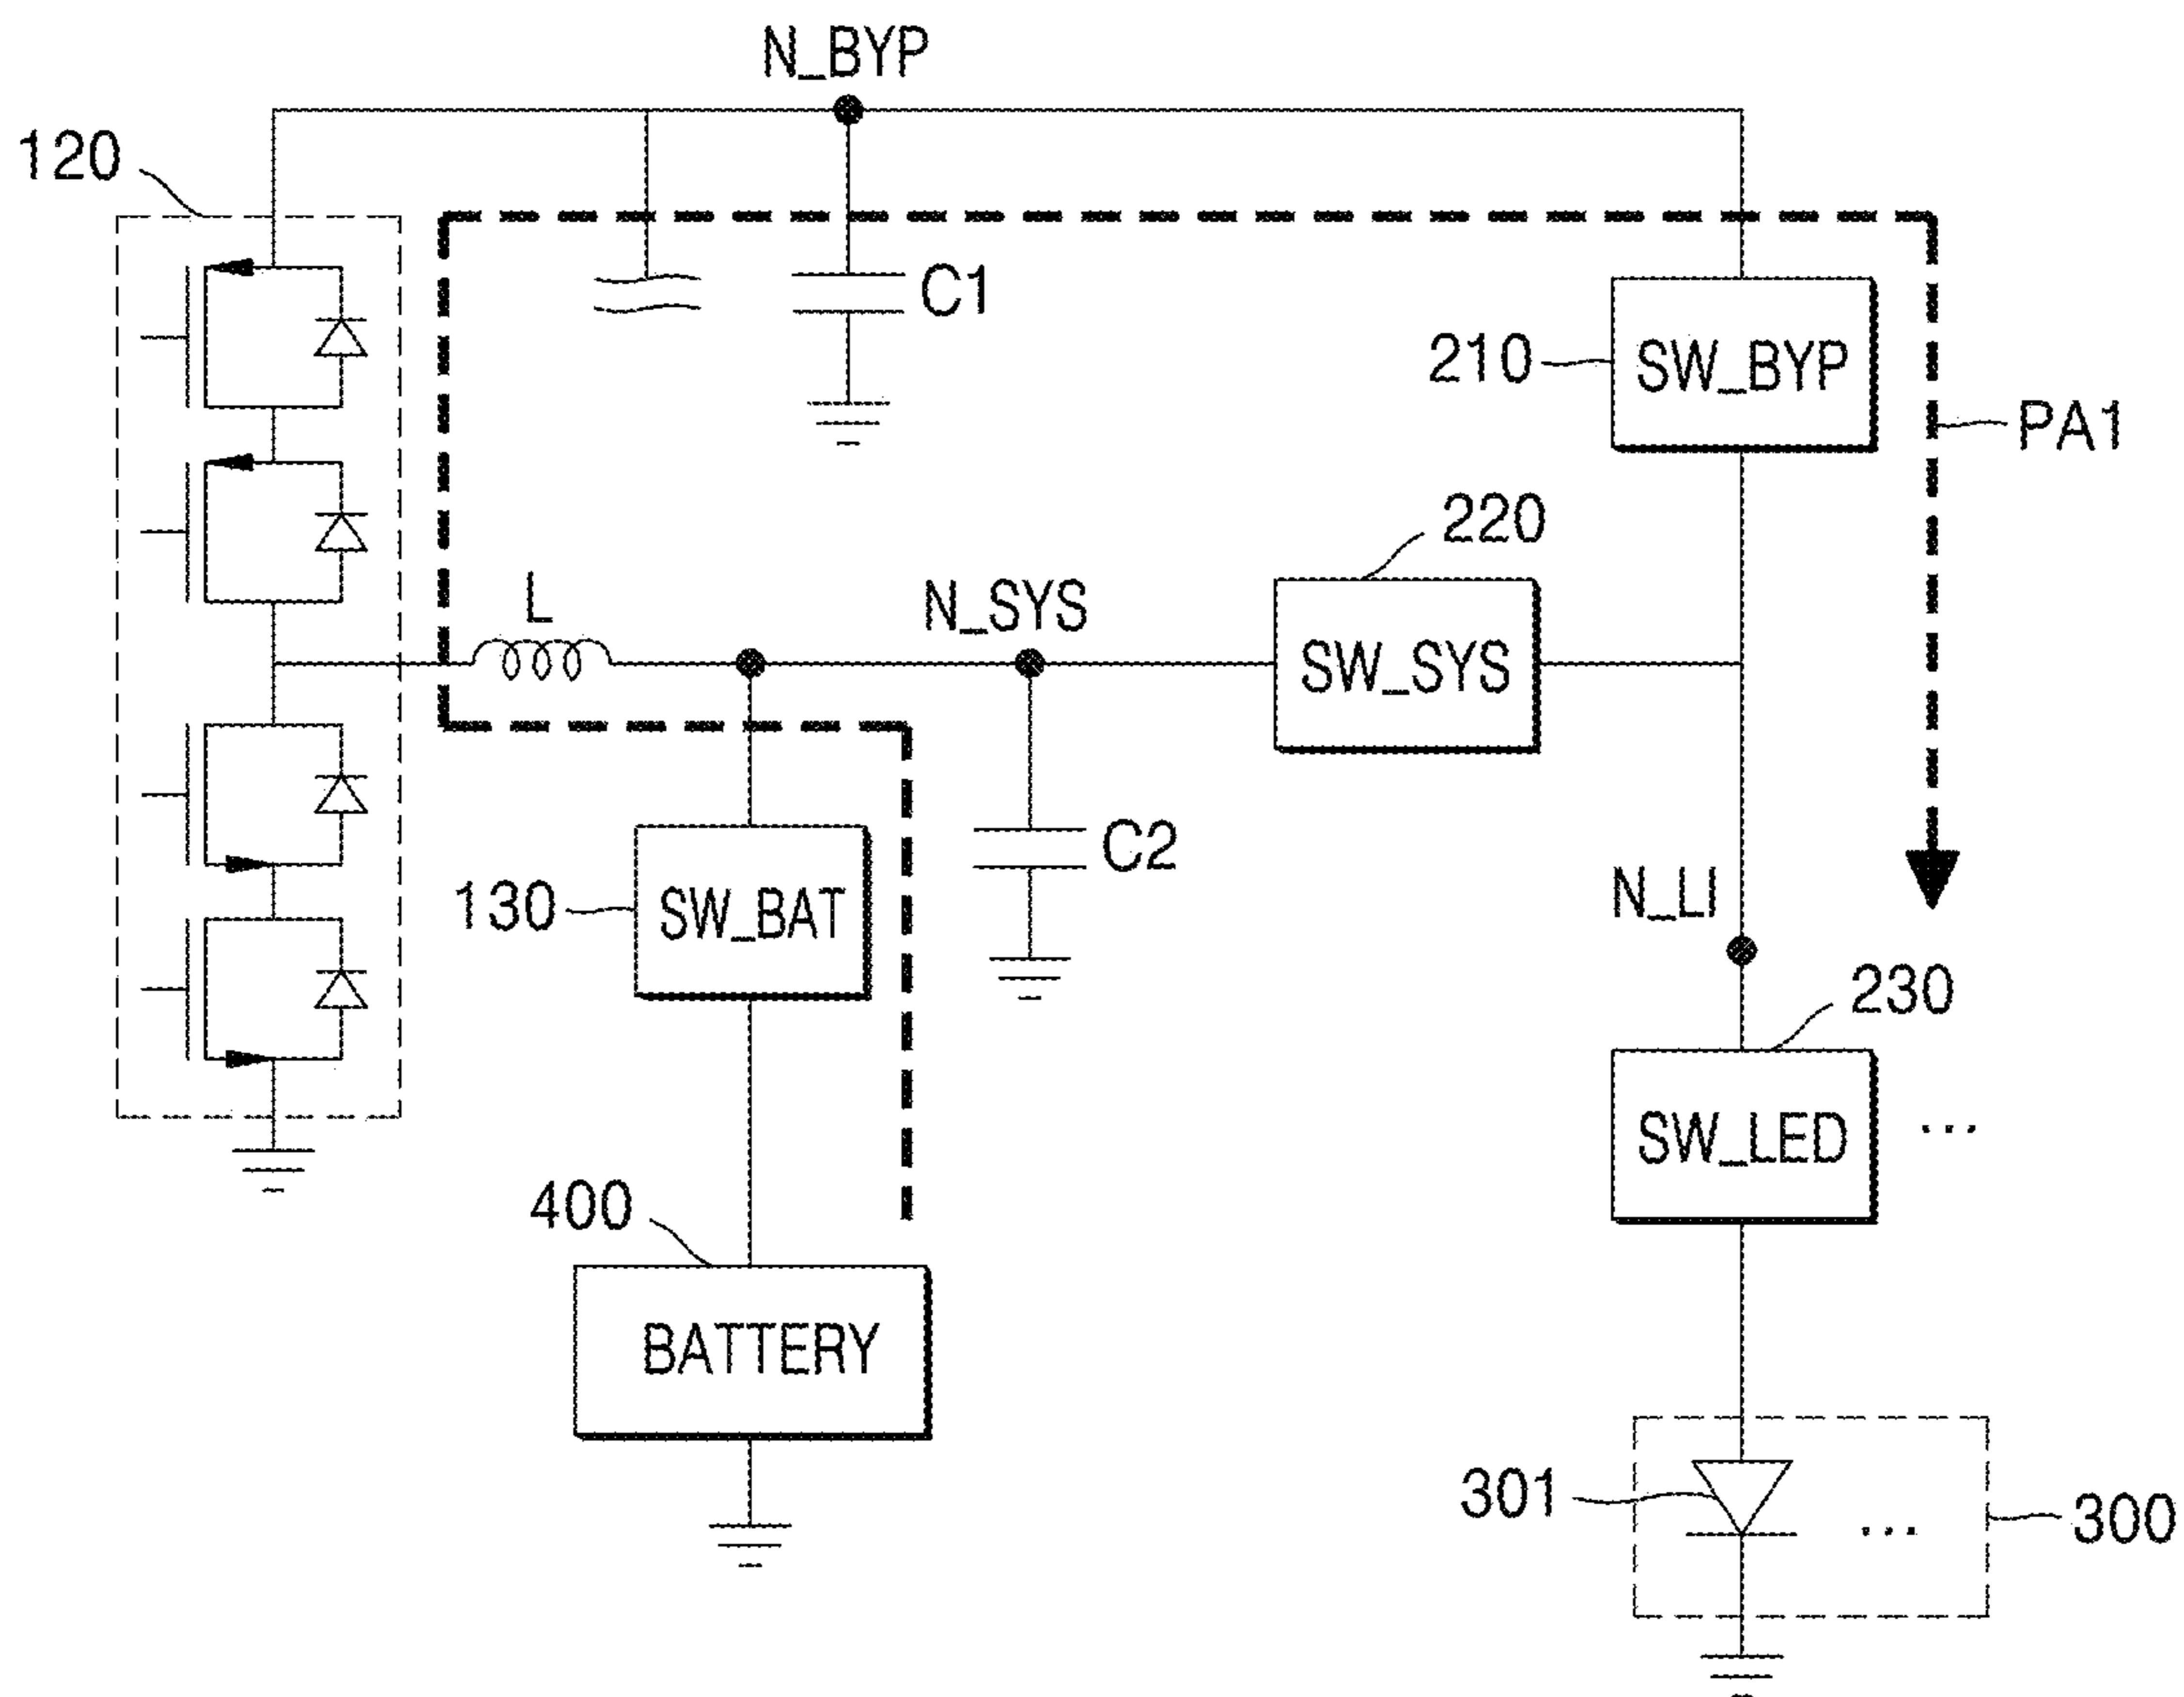 N_BYP
120
C1
210
SW_BYP
PA1
220
L
N_SYS
SW_SYS
C2
130
SW_BAT
N_LI
230
SW_LED
...
400
BATTERY
301
...
300